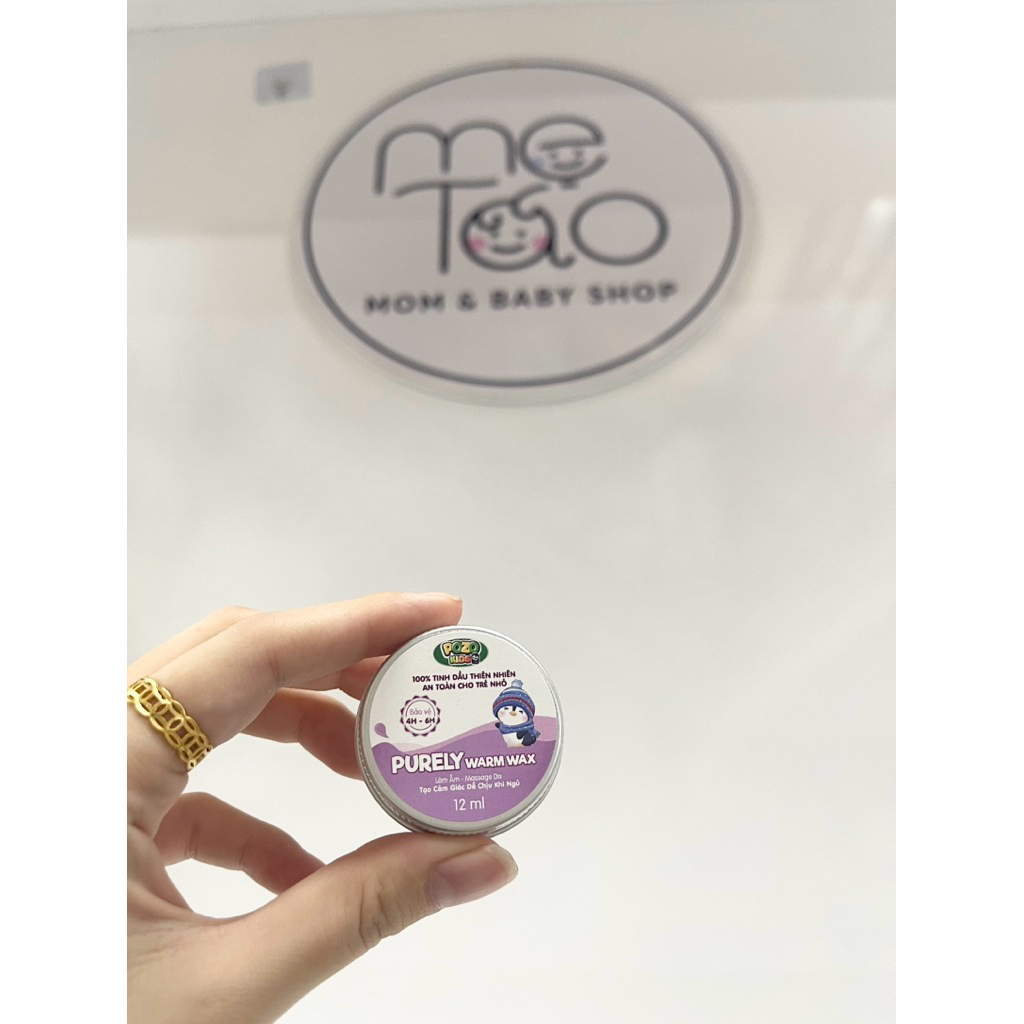 mẹ
Táo
MOM & BABY SHOP
POZO
KIDS
100% TINH DẦU THIÊN NHIÊN
AN TOÀN CHO TRẺ NHỎ
Bảo vệ
4H - 6H
PURELY WARM WAX
Làm Ấm - Massage Da
Tạo Cảm Giác Dễ Chịu Khi Ngủ
12 ml